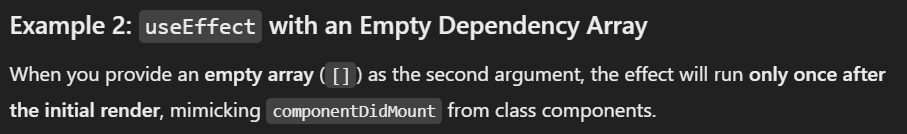 Example 2: useEffect with an Empty Dependency Array
When you provide an empty array ([]) as the second argument, the effect will run only once after
the initial render, mimicking componentDidMount from class components.